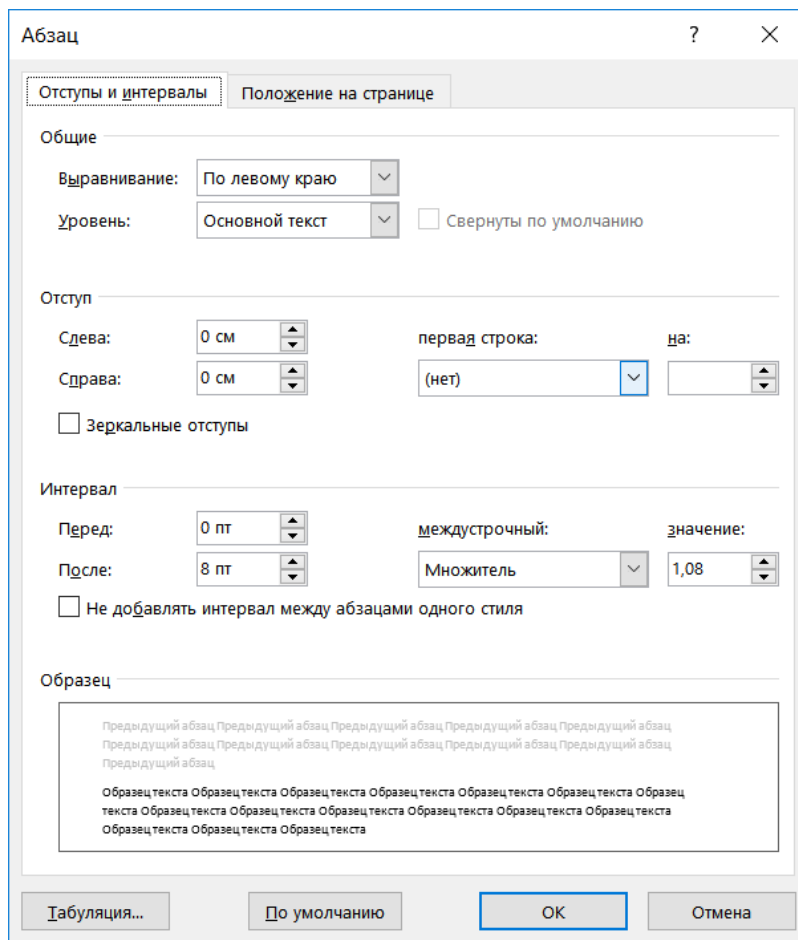 Абзац ?
Отступы и интервалы Положение на странице
Общие
Выравнивание: По левому краю
Уровень: Основной текст Свернуты по умолчанию
Отступ
Слева: 0 см первая строка: на:
Справа: 0 см (нет)
Зеркальные отступы
Интервал
Перед: 0 пт междустрочный: значение:
После: 8 пт Множитель 1,08
Не добавлять интервал между абзацами одного стиля
Образец
Предыдущий абзац Предыдущий абзац Предыдущий абзац Предыдущий абзац Предыдущий абзац
Предыдущий абзац Предыдущий абзац Предыдущий абзац Предыдущий абзац Предыдущий абзац
Предыдущий абзац
Образец текста Образец текста Образец текста Образец текста Образец текста Образец текста Образец
текста Образец текста Образец текста Образец текста Образец текста Образец текста Образец текста
Образец текста Образец текста Образец текста
Табуляция... По умолчанию ОК Отмена